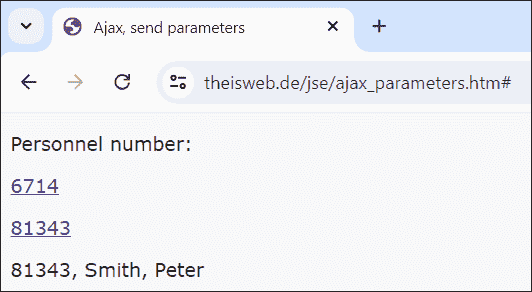 Ajax, send parameters
theisweb.de/jse/ajax_parameters.htm#
Personnel number:
6714
81343
81343, Smith, Peter